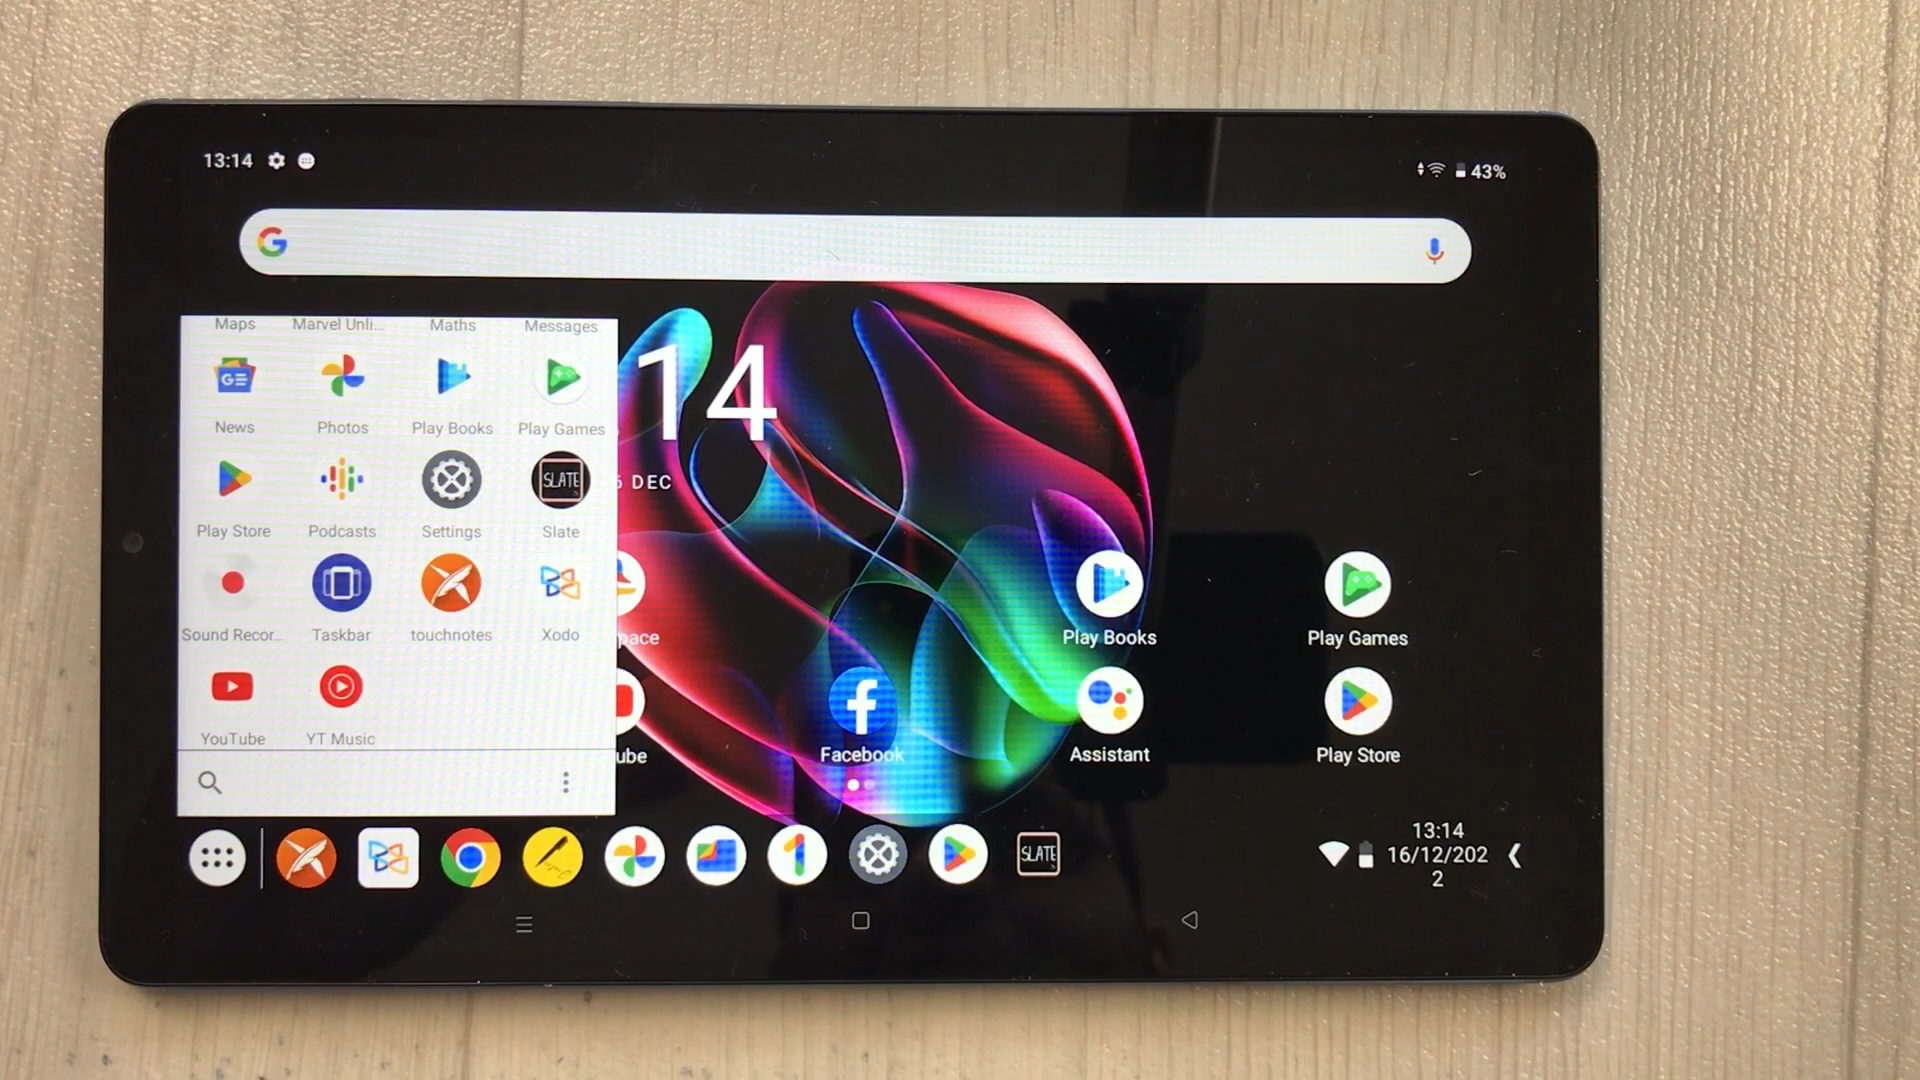 13:14
43%
Maps Marvel Unli... Maths Messages
14
News Photos Play Books Play Games
DEC
SLATE
Play Store Podcasts Settings Slate
Sound Recor... Taskbar touchnotes Xodo
pace Play Books Play Games
YouTube YT Music
ube Facebook Assistant Play Store
SLATE
13:14
16/12/202
2